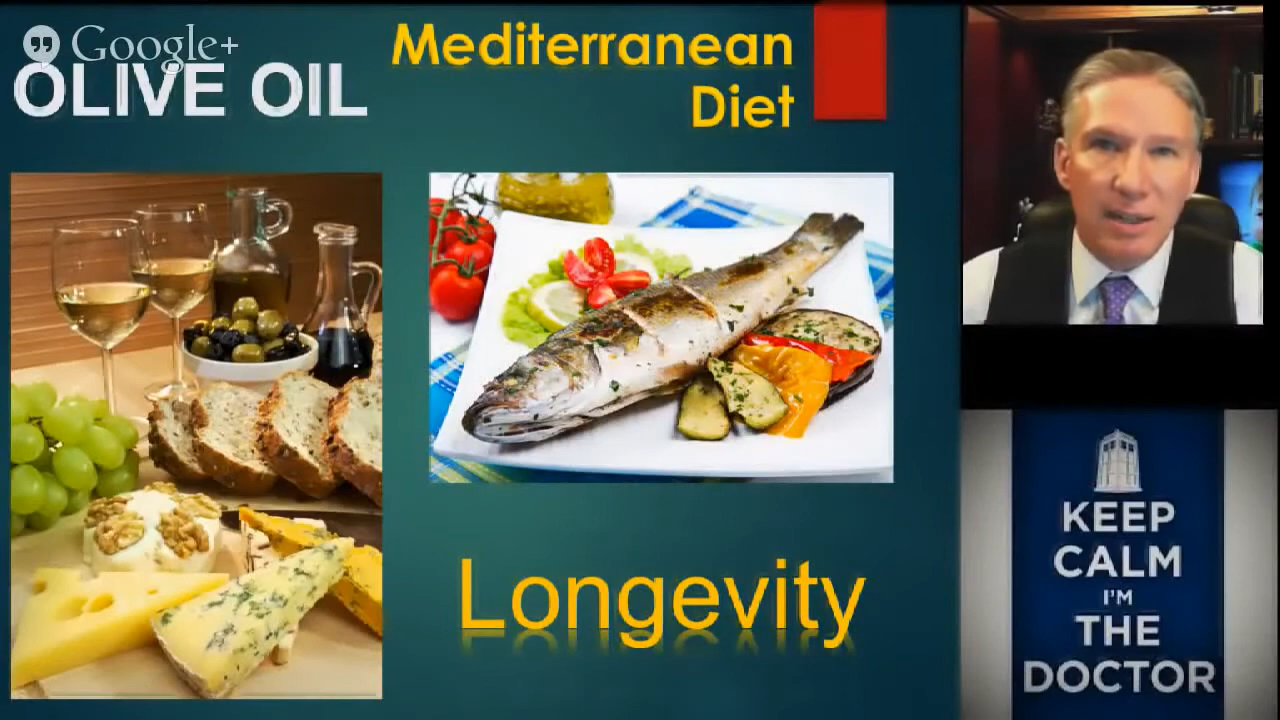 Google+
OLIVE OIL
Mediterranean
Diet
Longevity
KEEP
CALM
I'M
THE
DOCTOR